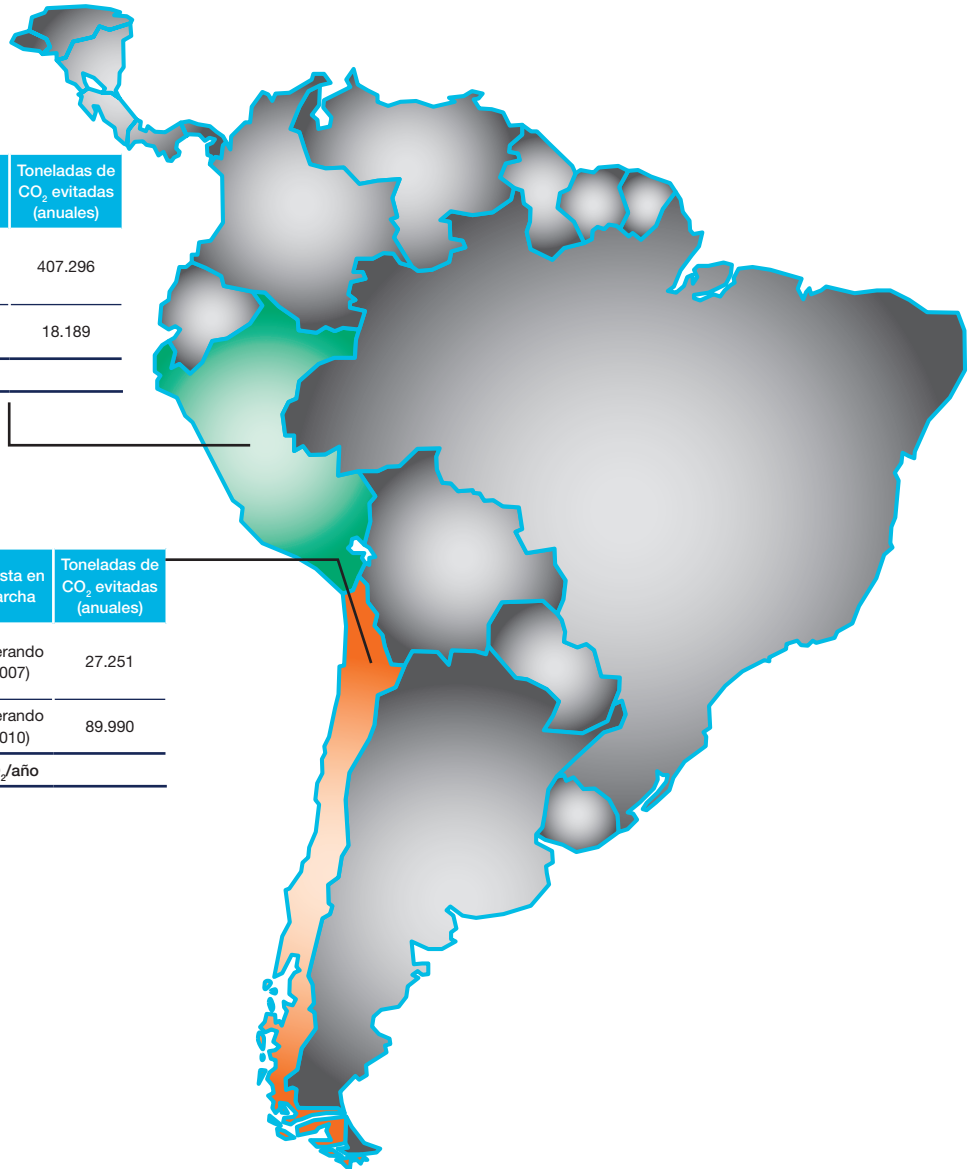 Toneladas de
CO₂ evitadas
(anuales)
407.296
18.189
sta en
archa
Toneladas de
CO₂ evitadas
(anuales)
erando
007)
27.251
erando
010)
89.990
₂/año